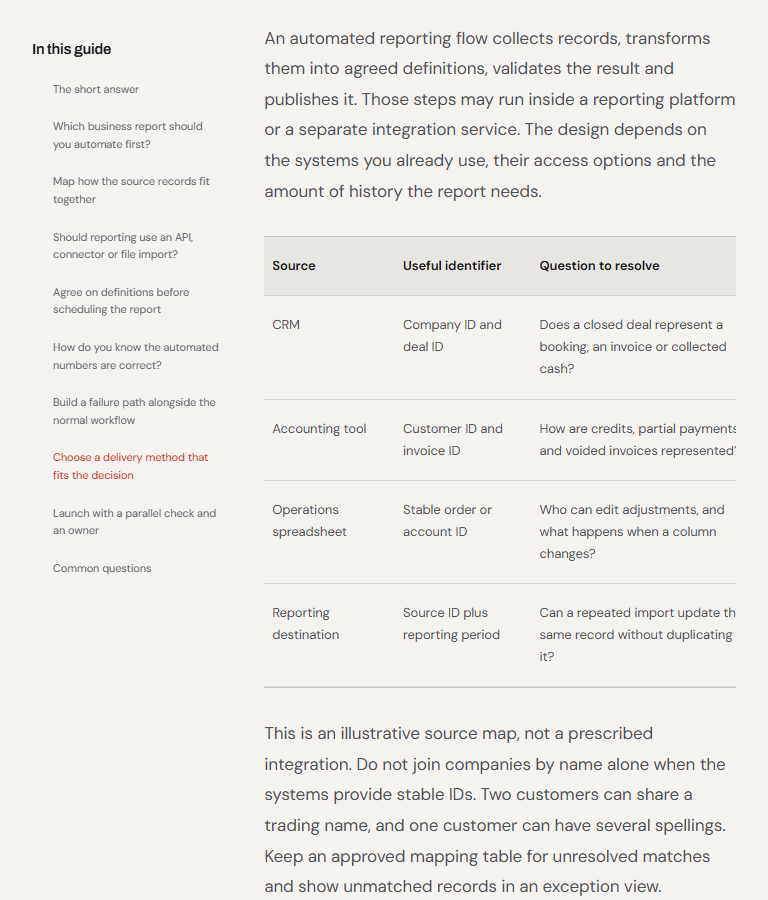 In this guide
The short answer
Which business report should
you automate first?
Map how the source records fit
together
Should reporting use an API,
connector or file import?
Agree on definitions before
scheduling the report
How do you know the automated
numbers are correct?
Build a failure path alongside the
normal workflow
Choose a delivery method that
fits the decision
Launch with a parallel check and
an owner
Common questions
An automated reporting flow collects records, transforms
them into agreed definitions, validates the result and
publishes it. Those steps may run inside a reporting platform
or a separate integration service. The design depends on
the systems you already use, their access options and the
amount of history the report needs.
Source Useful identifier Question to resolve
CRM Company ID and Does a closed deal represent a
deal ID booking, an invoice or collected
cash?
Accounting tool Customer ID and How are credits, partial payments
invoice ID and voided invoices represented?
Operations Stable order or Who can edit adjustments, and
spreadsheet account ID what happens when a column
changes?
Reporting Source ID plus Can a repeated import update th
destination reporting period same record without duplicating
it?
This is an illustrative source map, not a prescribed
integration. Do not join companies by name alone when the
systems provide stable IDs. Two customers can share a
trading name, and one customer can have several spellings.
Keep an approved mapping table for unresolved matches
and show unmatched records in an exception view.